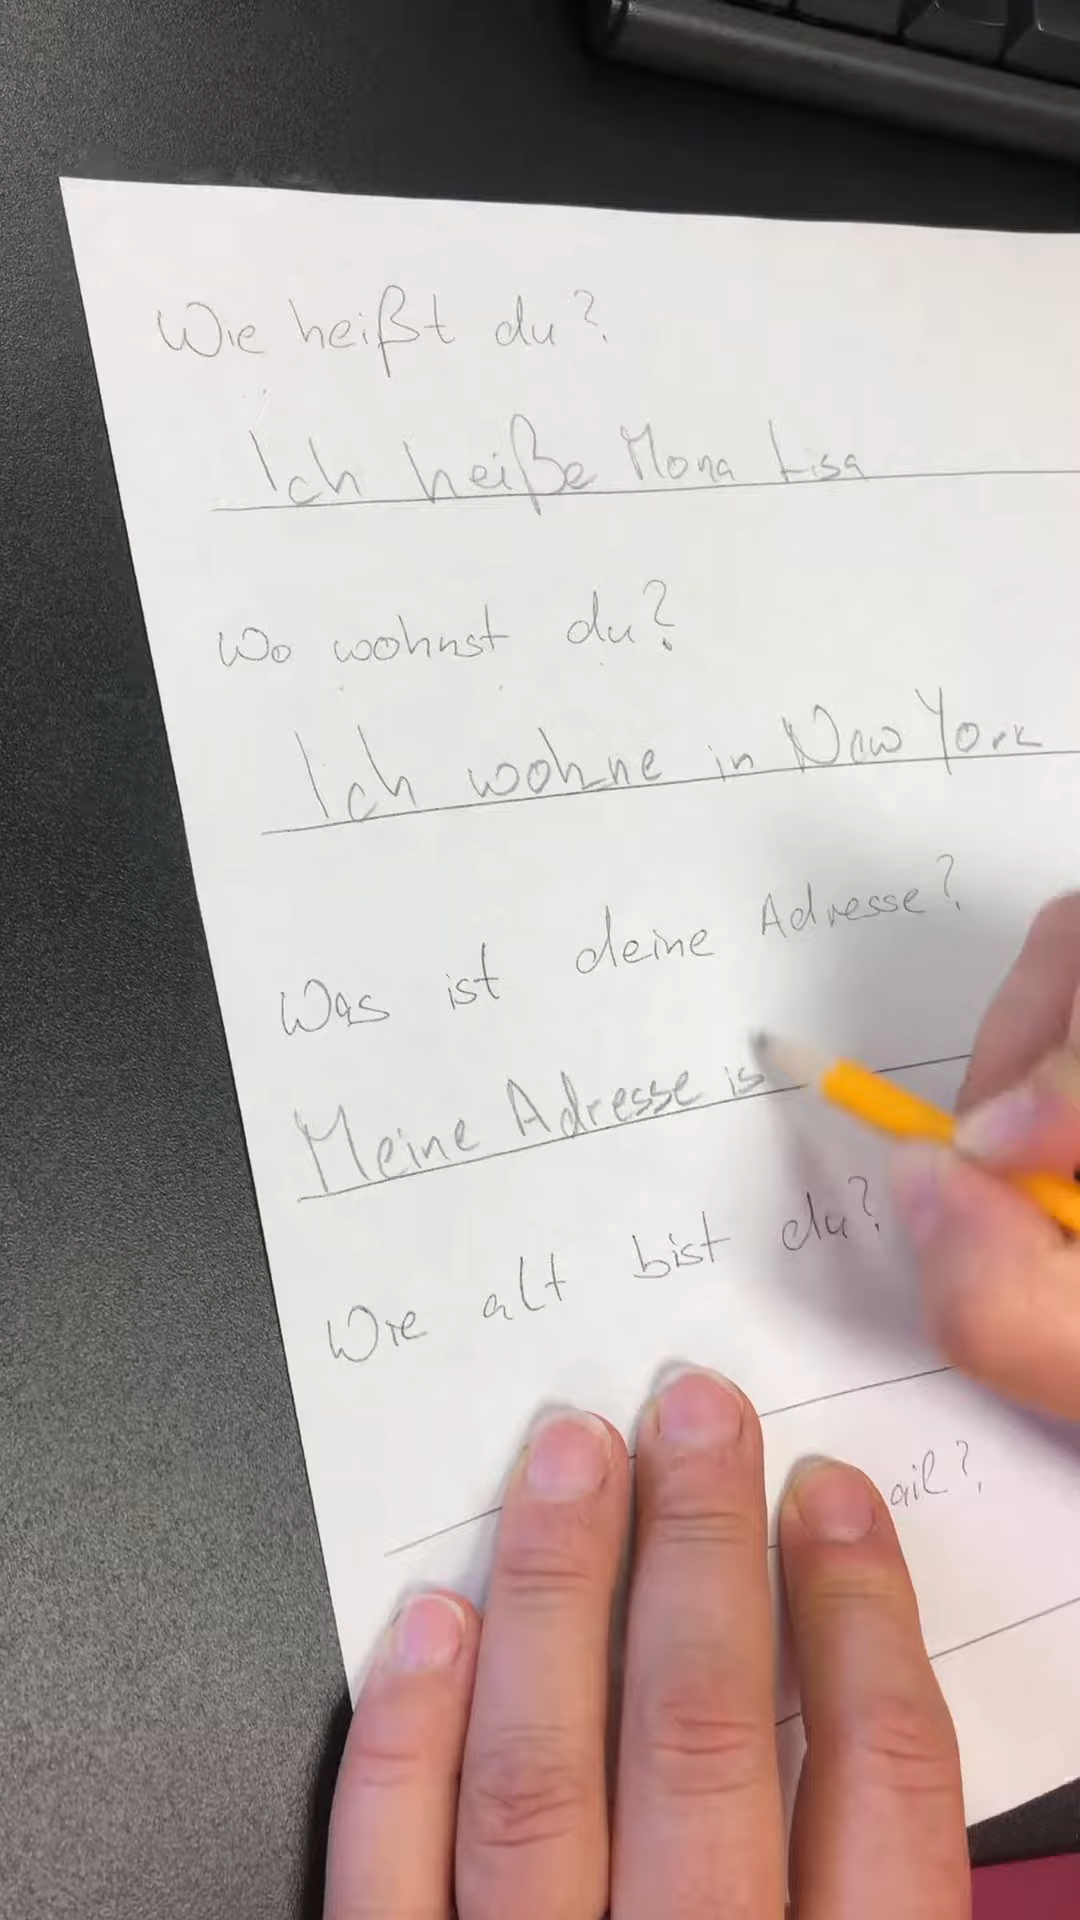 Wie heißt du?
Ich heiße Mona Lisa
Wo wohnst du?
Ich wohne in New York
Was ist deine Adresse?
Meine Adresse is
Wie alt bist du?
ail?